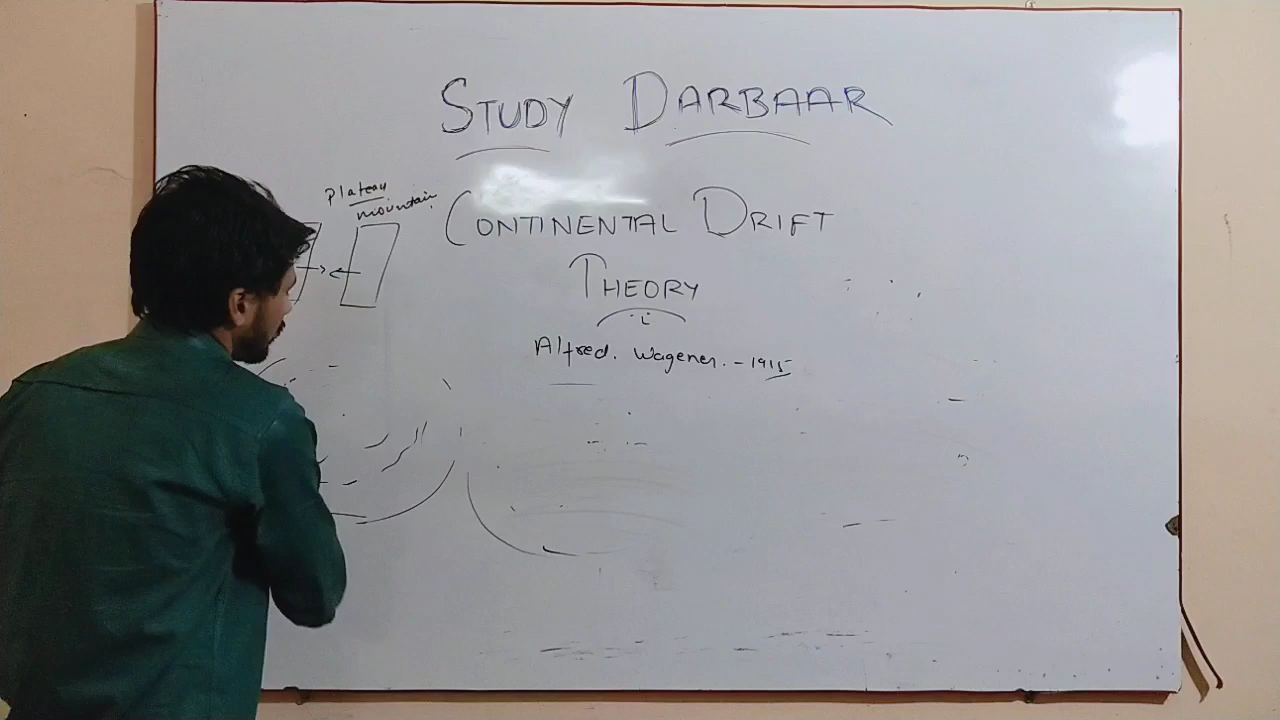 STUDY DARBAAR
Plateau
mountain.
CONTINENTAL DRIFT
THEORY
Alfred. Wagener. - 1915